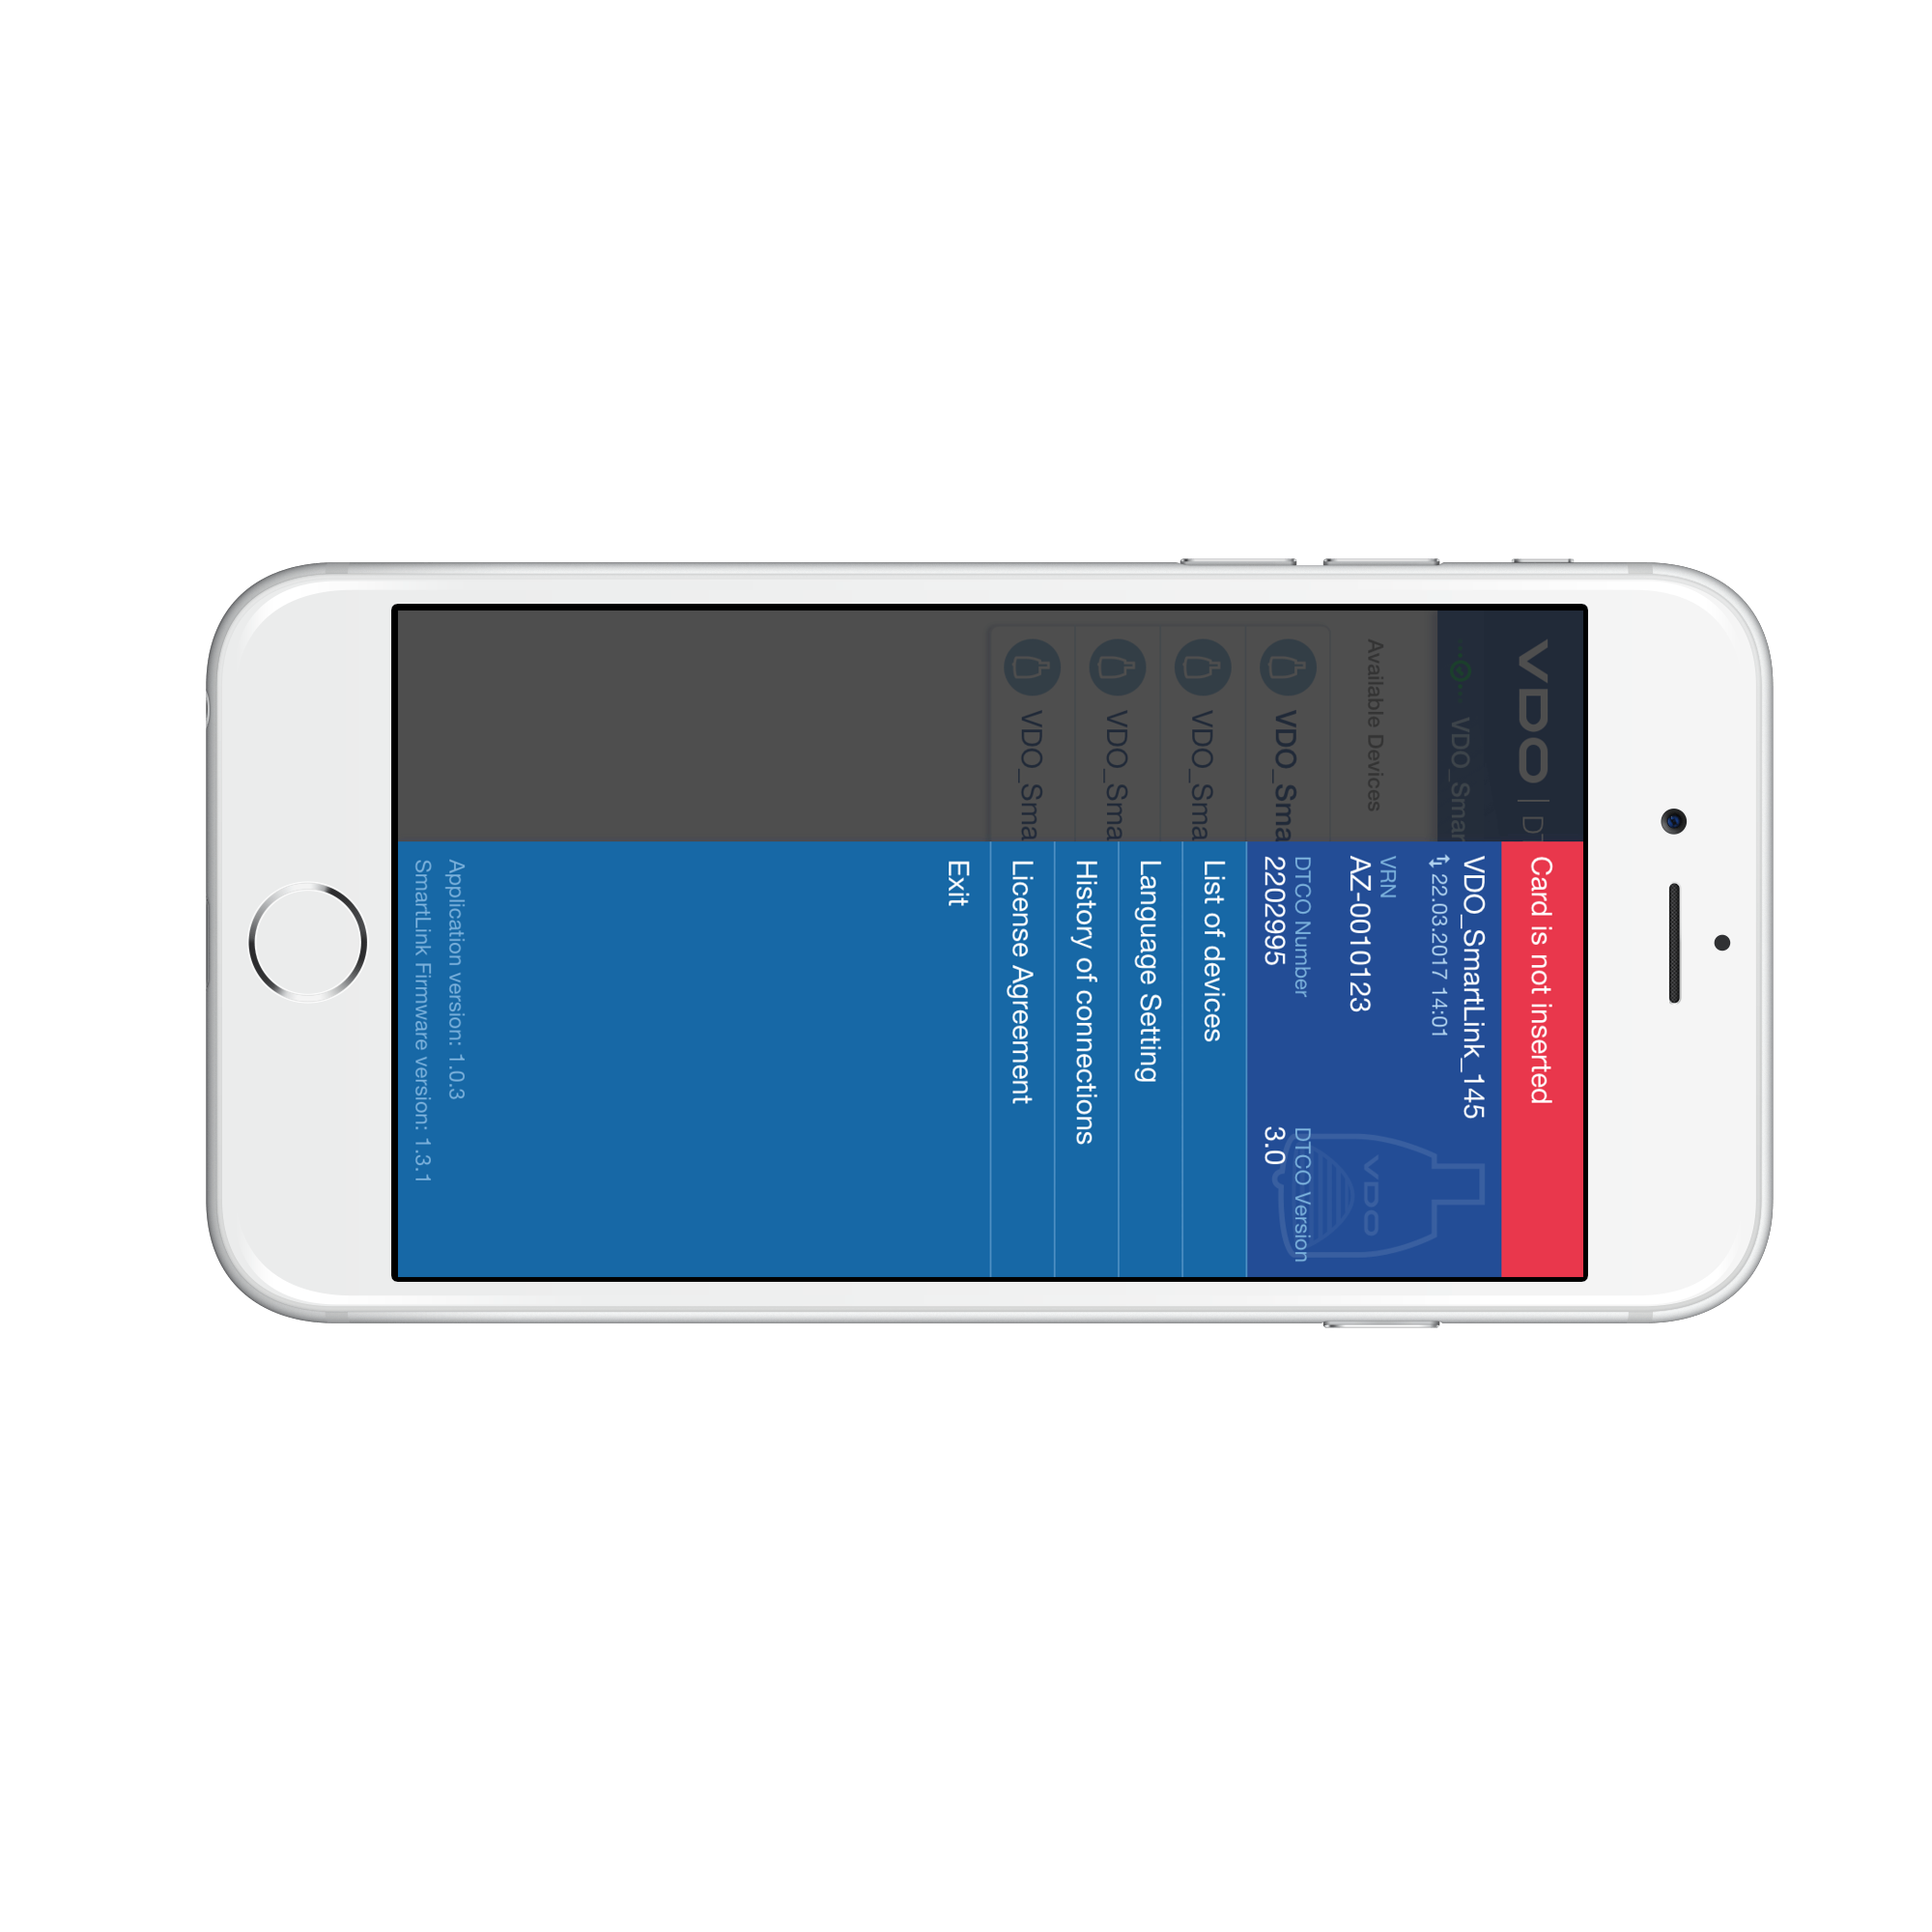 VDO | DT
VDO_Smar
Available Devices
VDO_Sma
VDO_Sma
VDO_Sma
VDO_Sma
Card is not inserted
VDO_SmartLink_145
22.03.2017 14:01
VRN
AZ-0010123
DTCO Number
2202995
DTCO Version
3.0
VDO
List of devices
Language Setting
History of connections
License Agreement
Exit
Application version: 1.0.3
SmartLink Firmware version: 1.3.1